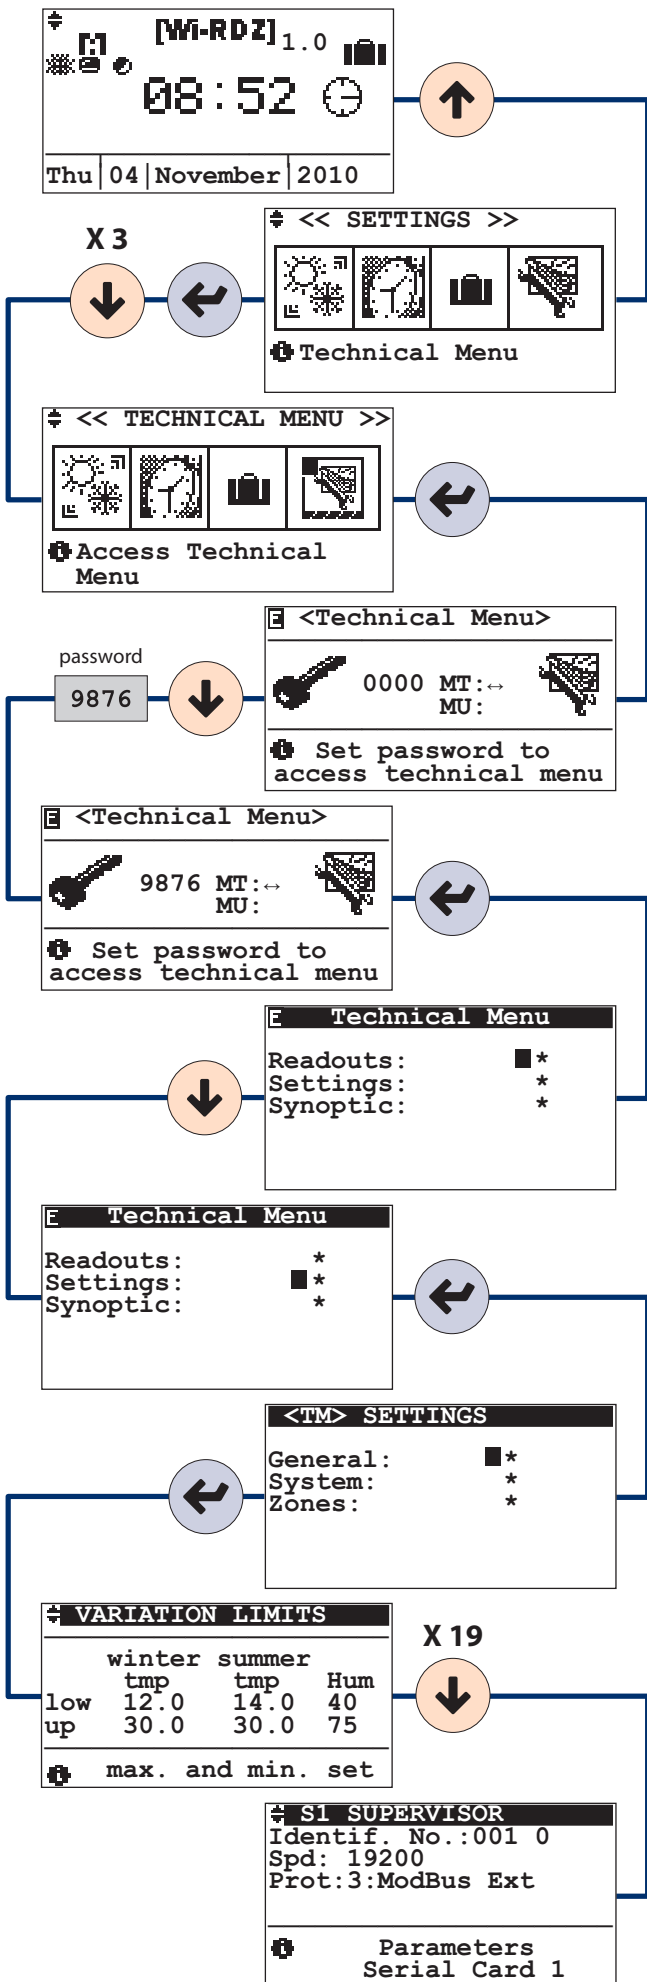 [Wi-RDZ] 1.0
08:52
Thu 04 November 2010
<< SETTINGS >>
X 3
Technical Menu
<< TECHNICAL MENU >>
Access Technical
Menu
E <Technical Menu>
password
9876
0000 MT:↔
MU:
Set password to
access technical menu
E <Technical Menu>
9876 MT:↔
MU:
Set password to
access technical menu
E Technical Menu
Readouts: *
Settings: *
Synoptic: *
E Technical Menu
Readouts: *
Settings: *
Synoptic: *
<TM> SETTINGS
General: *
System: *
Zones: *
VARIATION LIMITS
X 19
winter summer
tmp tmp Hum
low 12.0 14.0 40
up 30.0 30.0 75
max. and min. set
S1 SUPERVISOR
Identif. No.:001 0
Spd: 19200
Prot:3:ModBus Ext
Parameters
Serial Card 1